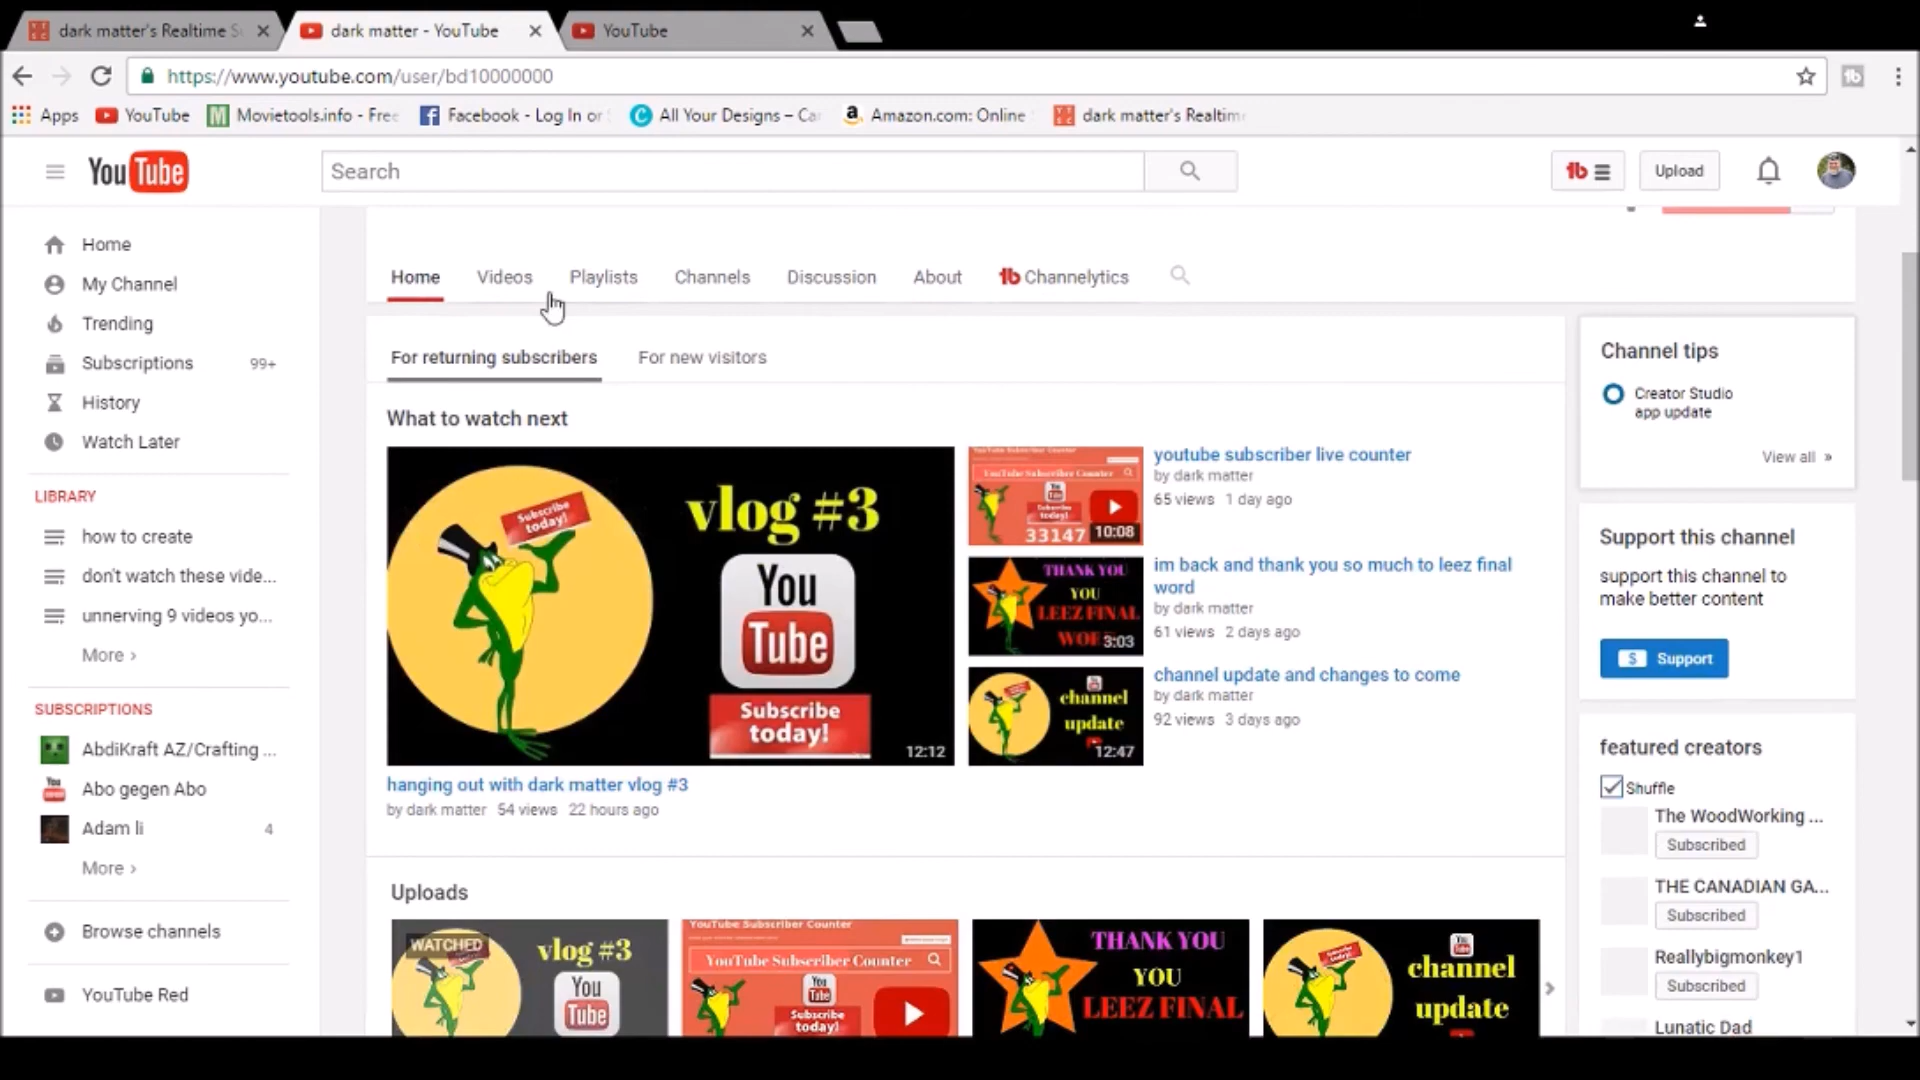 dark matter's Realtime S
dark matter - YouTube
YouTube
https://www.youtube.com/user/bd10000000
Apps
YouTube
Movietools.info - Free
Facebook - Log In or
All Your Designs – Ca
Amazon.com: Online
dark matter's Realtim
YouTube
Search
tb
Upload
Home
My Channel
Trending
Subscriptions 99+
History
Watch Later
LIBRARY
how to create
don't watch these vide...
unnerving 9 videos yo...
More ›
SUBSCRIPTIONS
AbdiKraft AZ/Crafting ...
Abo gegen Abo
Adam li 4
More ›
Browse channels
YouTube Red
Home Videos Playlists Channels Discussion About tb Channelytics
For returning subscribers
For new visitors
What to watch next
Subscribe today!
vlog #3
You
Tube
Subscribe
today!
12:12
hanging out with dark matter vlog #3
by dark matter 54 views 22 hours ago
YouTube Subscriber Counter
Subscribe
today!
33147
10:08
youtube subscriber live counter
by dark matter
65 views 1 day ago
THANK YOU
YOU
LEEZ FINAL
3:03
im back and thank you so much to leez final
word
by dark matter
61 views 2 days ago
channel
update
12:47
channel update and changes to come
by dark matter
92 views 3 days ago
Uploads
WATCHED
vlog #3
You
Tube
YouTube Subscriber Counter
YouTube Subscriber Counter
You
Tube
Subscribe
today!
THANK YOU
YOU
LEEZ FINAL
channel
update
Channel tips
Creator Studio
app update
View all »
Support this channel
support this channel to
make better content
$ Support
featured creators
Shuffle
The WoodWorking ...
Subscribed
THE CANADIAN GA...
Subscribed
Reallybigmonkey1
Subscribed
Lunatic Dad